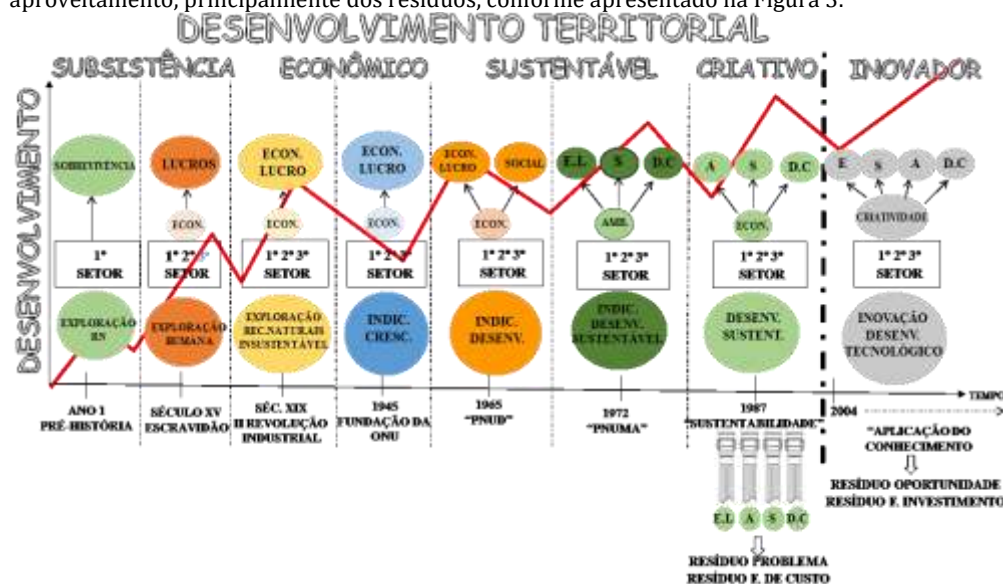 aproveitamento, principalmente dos resíduos, conforme apresentado na Figura 3.
DESENVOLVIMENTO TERRITORIAL
SUBSISTÊNCIA ECONÔMICO SUSTENTÁVEL CRIATIVO INOVADOR
DESENVOLVIMENTO
SOBREVIVÊNCIA
1º
SETOR
EXPLORAÇÃO
RN
ANO 1
PRÉ-HISTÓRIA
LUCROS
ECON.
1º 2º 3º
SETOR
EXPLORAÇÃO
HUMANA
SÉCULO XV
ESCRAVIDÃO
ECON.
LUCRO
ECON.
1º 2º 3º
SETOR
EXPLORAÇÃO
REC.NATURAIS
INSUSTENTÁVEL
SÉC. XIX
II REVOLUÇÃO
INDUSTRIAL
ECON.
LUCRO
ECON.
1º 2º 3º
SETOR
INDIC.
CRESC.
1945
FUNDAÇÃO DA
ONU
ECON.
LUCRO
SOCIAL
ECON.
1º 2º 3º
SETOR
INDIC.
DESENV.
1965
"PNUD"
E.L S D.C
AMB.
1º 2º 3º
SETOR
INDIC.
DESENV.
SUSTENTÁVEL
1972
"PNUMA"
A S D.C
ECON.
1º 2º 3º
SETOR
DESENV.
SUSTENT.
1987
"SUSTENTABILIDADE"
E.L A S D.C
RESÍDUO PROBLEMA
RESÍDUO F. DE CUSTO
E S A D.C
CRIATIVIDADE
1º 2º 3º
SETOR
INOVAÇÃO
DESENV.
TECNOLÓGICO
TEMPO
2004
"APLICAÇÃO DO
CONHECIMENTO
RESÍDUO OPORTUNIDADE
RESÍDUO F. INVESTIMENTO